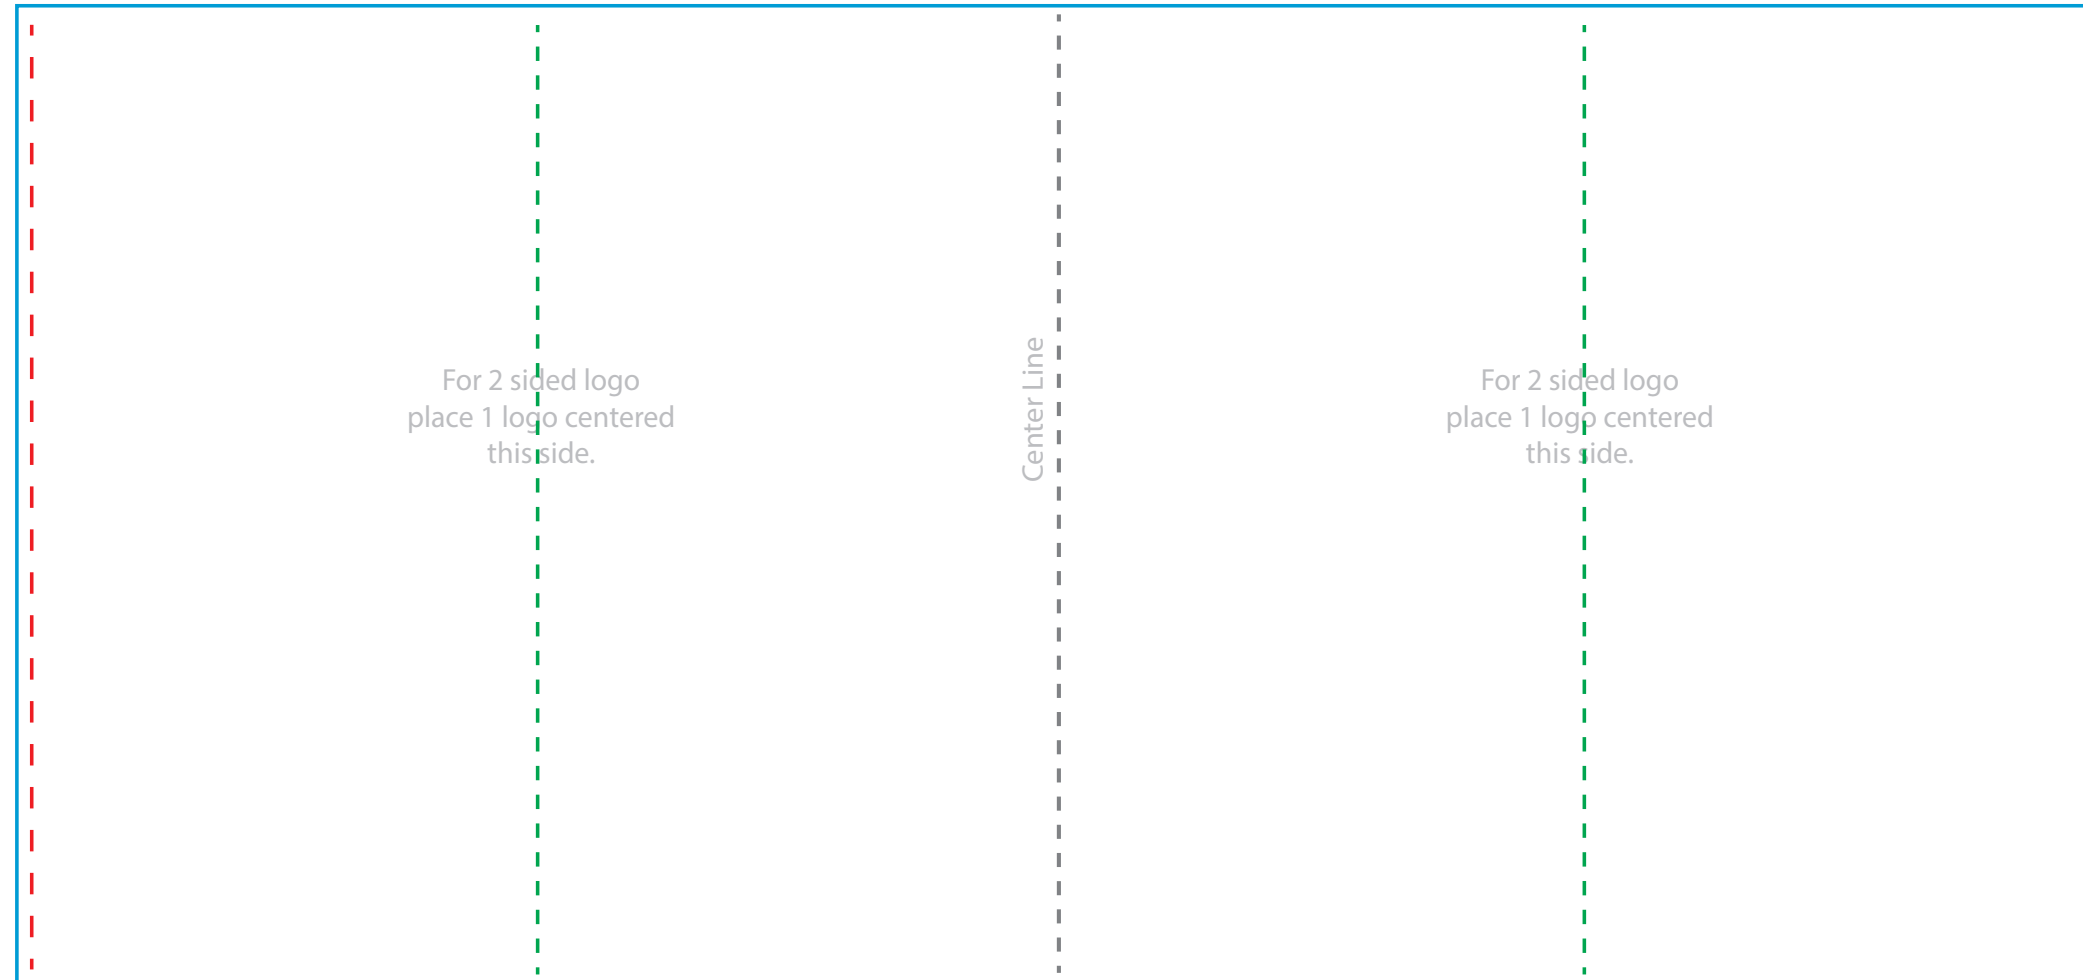 For 2 sided logo
place 1 logo centered
this side.
Center Line
For 2 sided logo
place 1 logo centered
this side.